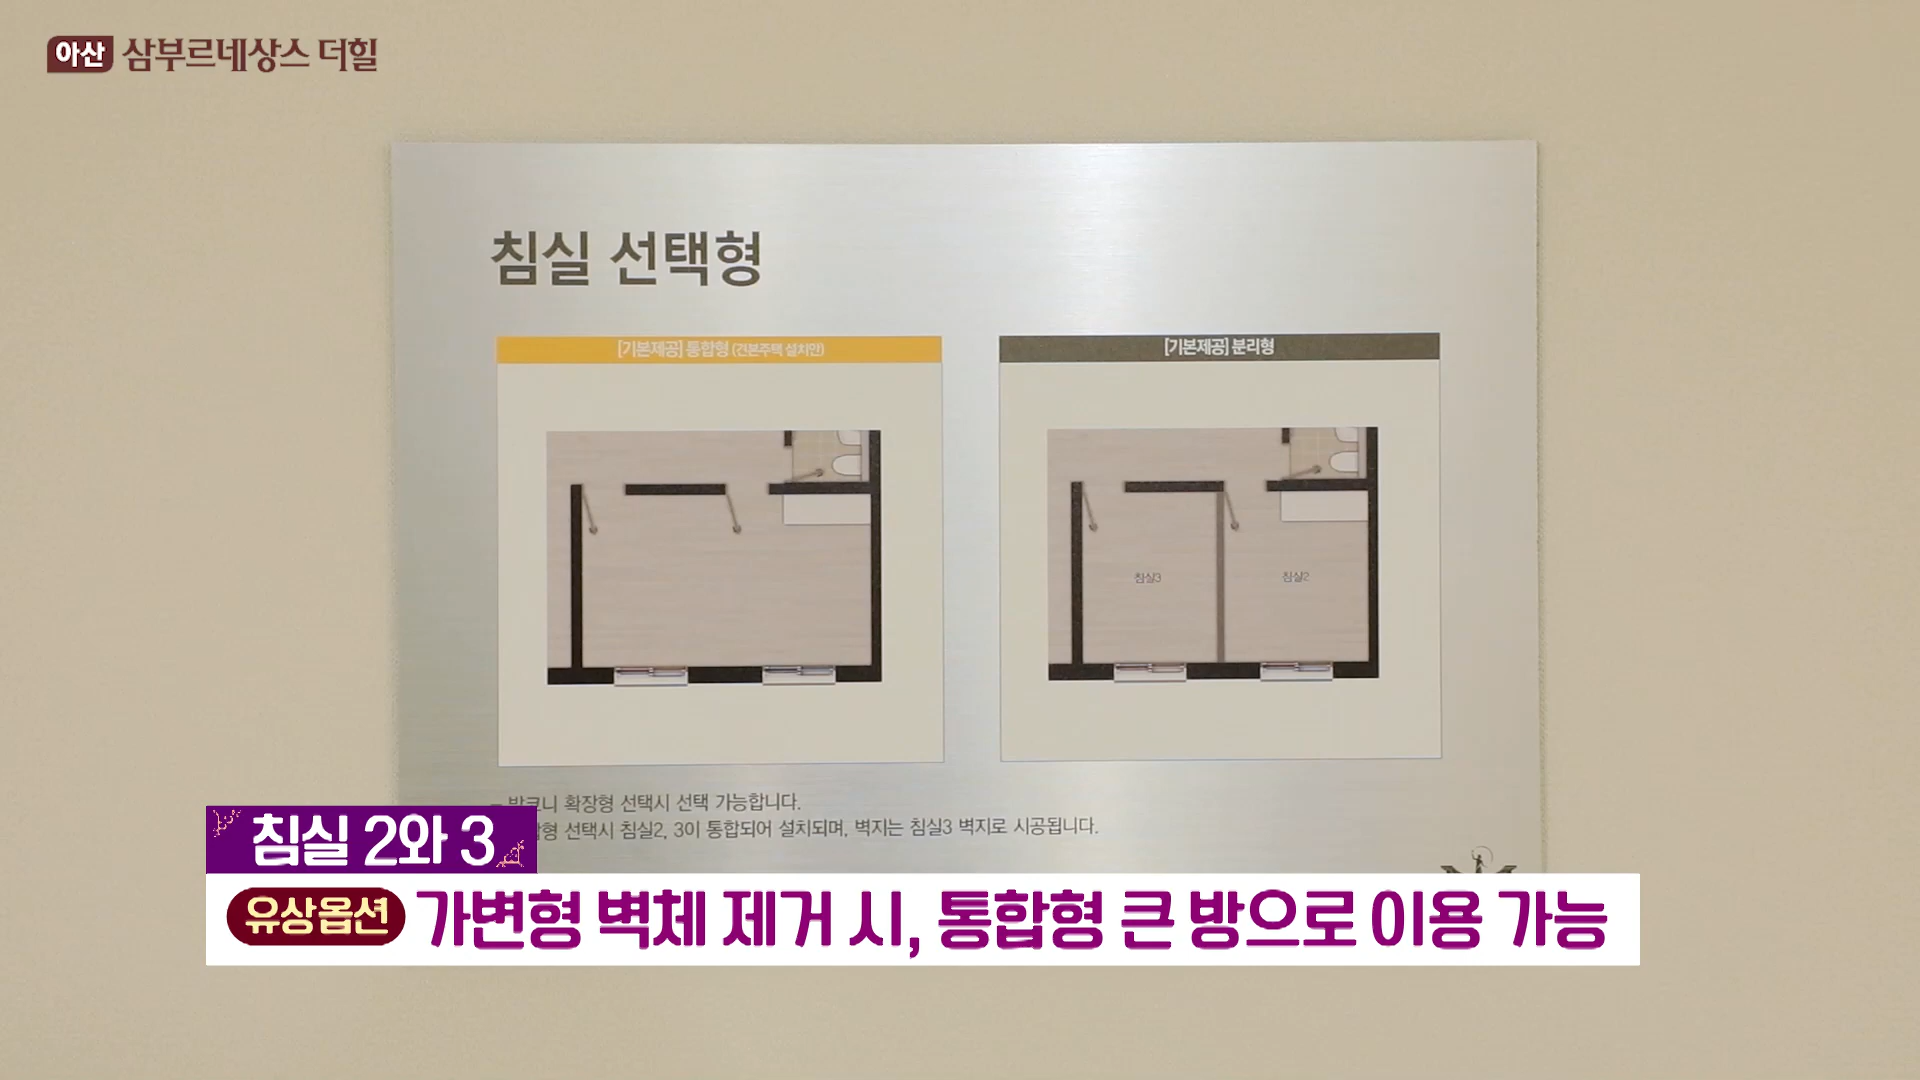 아산 삼부르네상스 더힐
침실 선택형
[기본제공] 통합형 (견본주택 설치안)
[기본제공] 분리형
침실3
침실2
확장형 선택시 선택 가능합니다.
선택시 침실2, 3이 통합되어 설치되며, 벽지는 침실3 벽지로 시공됩니다.
침실 2와 3
유상옵션 가변형 벽체 제거 시, 통합형 큰 방으로 이용 가능